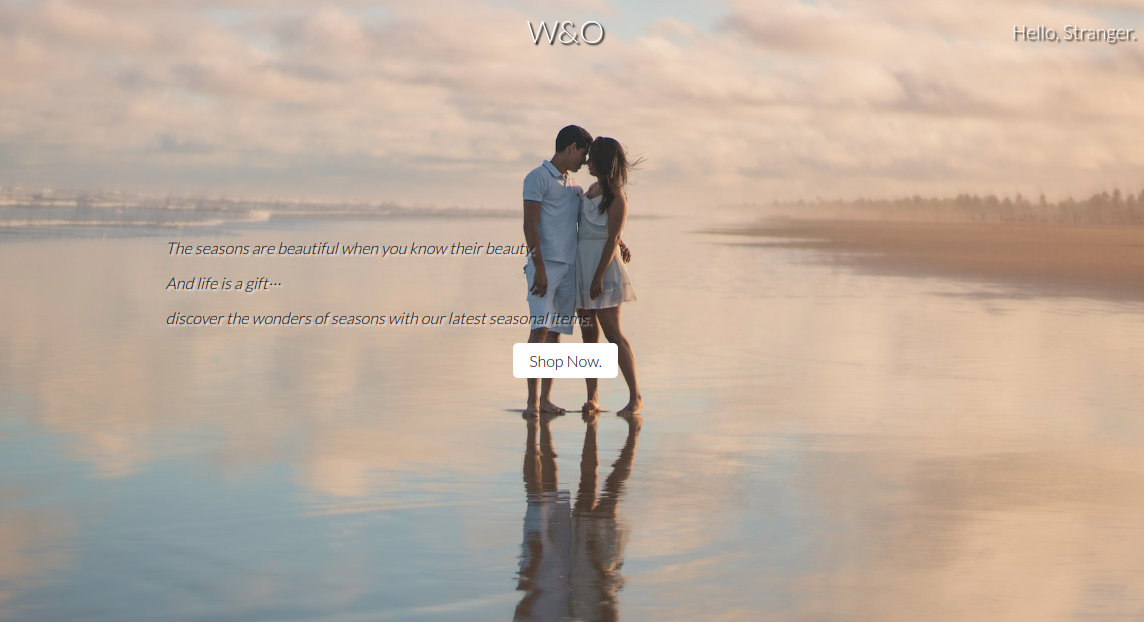 W&O
Hello, Stranger.
The seasons are beautiful when you know their beauty.
And life is a gift···
discover the wonders of seasons with our latest seasonal items.
Shop Now.